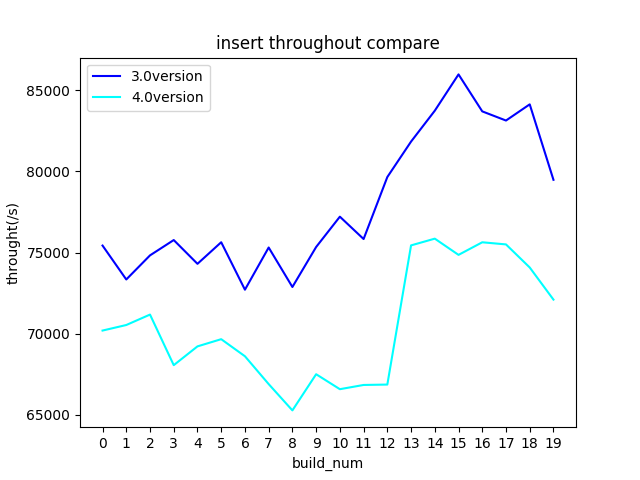 insert throughout compare
3.0version
4.0version
throught(/s)
85000
80000
75000
70000
65000
0 1 2 3 4 5 6 7 8 9 10 11 12 13 14 15 16 17 18 19
build_num